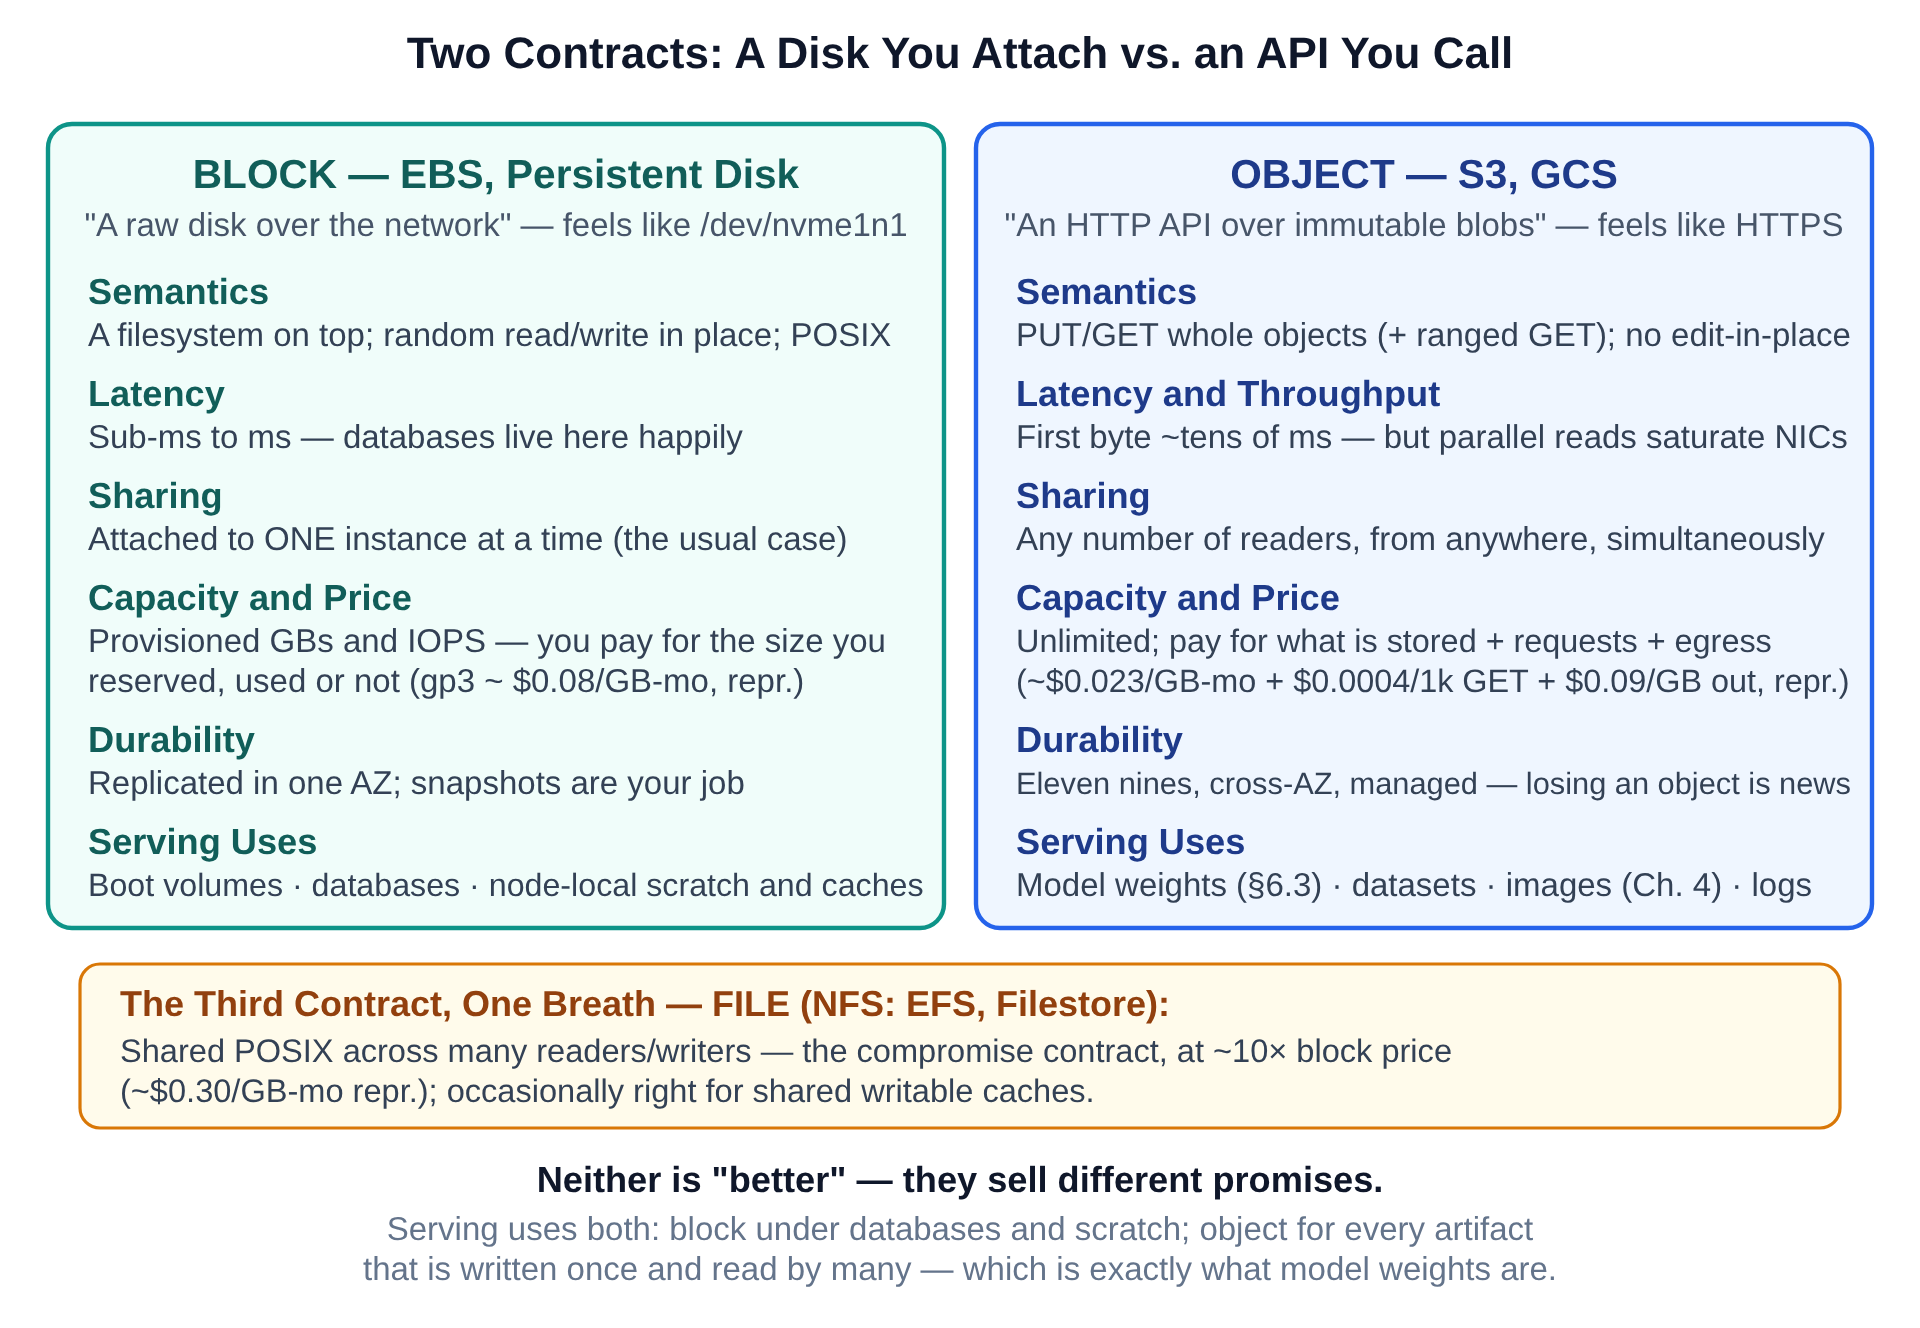 Two Contracts: A Disk You Attach vs. an API You Call
BLOCK — EBS, Persistent Disk
"A raw disk over the network" — feels like /dev/nvme1n1
Semantics
A filesystem on top; random read/write in place; POSIX
Latency
Sub-ms to ms — databases live here happily
Sharing
Attached to ONE instance at a time (the usual case)
Capacity and Price
Provisioned GBs and IOPS — you pay for the size you
reserved, used or not (gp3 ~ $0.08/GB-mo, repr.)
Durability
Replicated in one AZ; snapshots are your job
Serving Uses
Boot volumes · databases · node-local scratch and caches
OBJECT — S3, GCS
"An HTTP API over immutable blobs" — feels like HTTPS
Semantics
PUT/GET whole objects (+ ranged GET); no edit-in-place
Latency and Throughput
First byte ~tens of ms — but parallel reads saturate NICs
Sharing
Any number of readers, from anywhere, simultaneously
Capacity and Price
Unlimited; pay for what is stored + requests + egress
(~$0.023/GB-mo + $0.0004/1k GET + $0.09/GB out, repr.)
Durability
Eleven nines, cross-AZ, managed — losing an object is news
Serving Uses
Model weights (§6.3) · datasets · images (Ch. 4) · logs
The Third Contract, One Breath — FILE (NFS: EFS, Filestore):
Shared POSIX across many readers/writers — the compromise contract, at ~10× block price
(~$0.30/GB-mo repr.); occasionally right for shared writable caches.
Neither is "better" — they sell different promises.
Serving uses both: block under databases and scratch; object for every artifact
that is written once and read by many — which is exactly what model weights are.